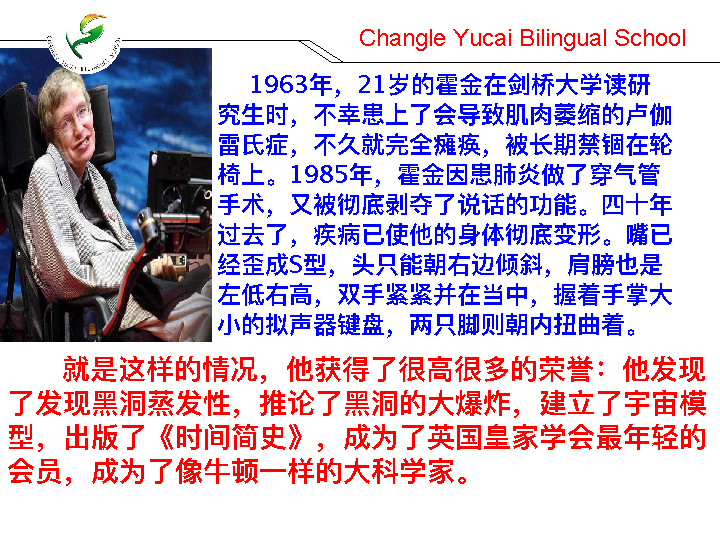 Changle Yucai Bilingual School
1963年，21岁的霍金在剑桥大学读研
究生时，不幸患上了会导致肌肉萎缩的卢伽
雷氏症，不久就完全瘫痪，被长期禁锢在轮
椅上。1985年，霍金因患肺炎做了穿气管
手术，又被彻底剥夺了说话的功能。四十年
过去了，疾病已使他的身体彻底变形。嘴已
经歪成S型，头只能朝右边倾斜，肩膀也是
左低右高，双手紧紧并在当中，握着手掌大
小的拟声器键盘，两只脚则朝内扭曲着。
就是这样的情况，他获得了很高很多的荣誉：他发现
了发现黑洞蒸发性，推论了黑洞的大爆炸，建立了宇宙模
型，出版了《时间简史》，成为了英国皇家学会最年轻的
会员，成为了像牛顿一样的大科学家。